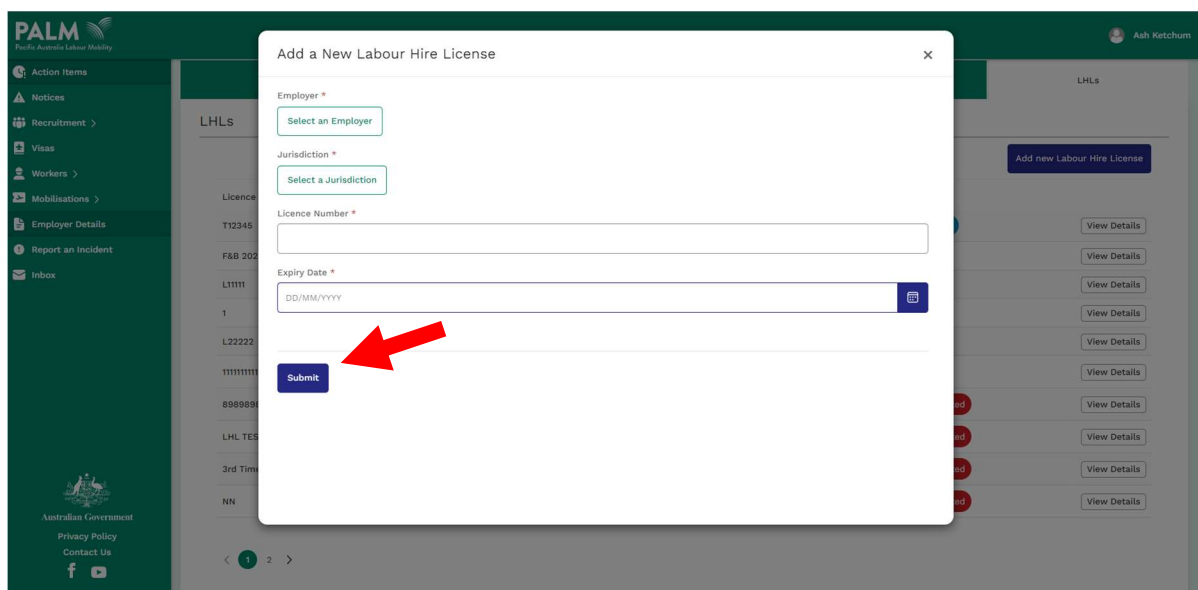 PALM
Pacific Australia Labour Mobility
Ash Ketchum
Action Items
Notices
Recruitment >
Visas
Workers >
Mobilisations >
Employer Details
Report an Incident
Inbox
Australian Government
Privacy Policy
Contact Us
LHLs
LHLs
Add new Labour Hire License
Licence
T12345 View Details
F&B 202 View Details
L11111 View Details
1 View Details
L22222 View Details
View Details
View Details
LHL TES View Details
3rd Time View Details
NN View Details
< 1 2 >
Add a New Labour Hire License ×
Employer *
Select an Employer
Jurisdiction *
Select a Jurisdiction
Licence Number *
Expiry Date *
DD/MM/YYYY
Submit